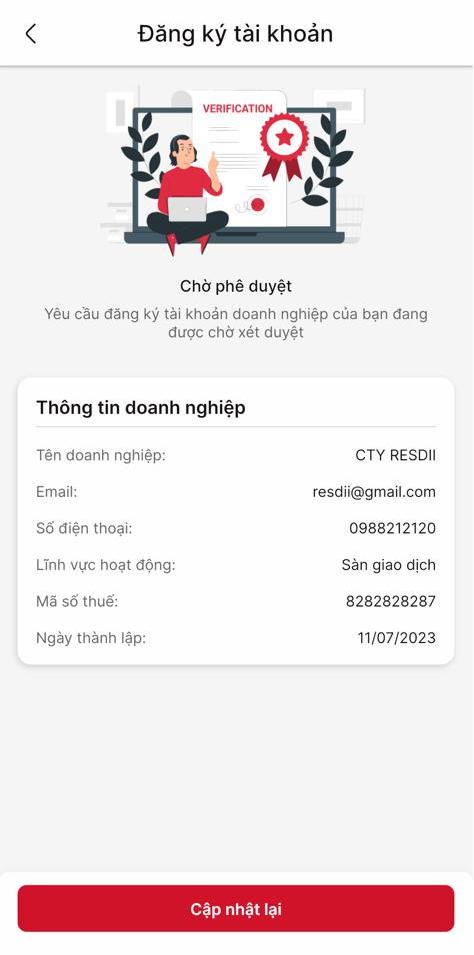 Đăng ký tài khoản
VERIFICATION
Chờ phê duyệt
Yêu cầu đăng ký tài khoản doanh nghiệp của bạn đang
được chờ xét duyệt
Thông tin doanh nghiệp
Tên doanh nghiệp: CTY RESDII
Email: resdii@gmail.com
Số điện thoại: 0988212120
Lĩnh vực hoạt động: Sàn giao dịch
Mã số thuế: 8282828287
Ngày thành lập: 11/07/2023
Cập nhật lại